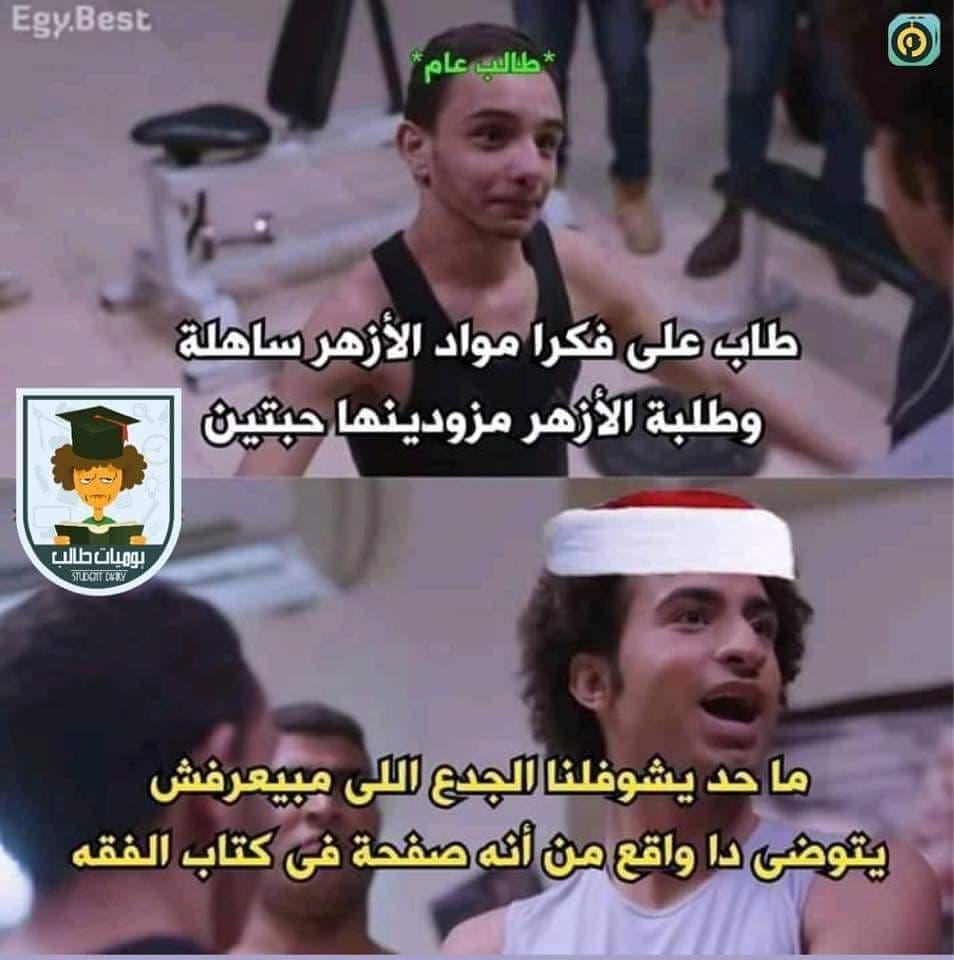 Egy.Best
*طالب عام*
طاب على فكرا مواد الأزهر ساهلة
وطلبة الأزهر مزودينها حبتين
يوميات طالب
STUDENT DIARY
ما حد يشوفلنا الجدع اللى مبيعرفش
يتوضى دا واقع من أنه صفحة فى كتاب الفقه